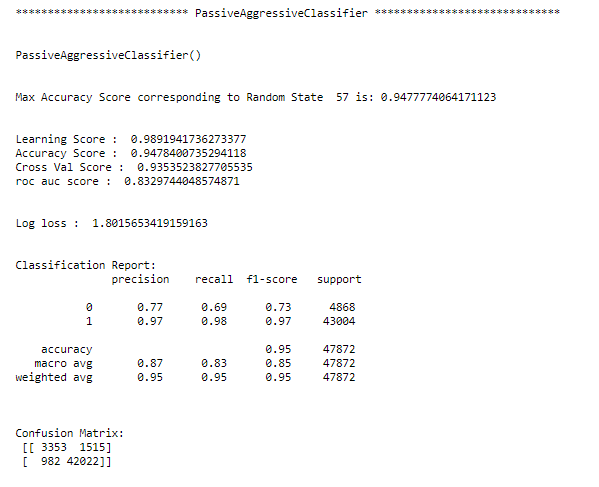 *************************** PassiveAggressiveClassifier *****************************
PassiveAggressiveClassifier()
Max Accuracy Score corresponding to Random State  57 is: 0.9477774064171123
Learning Score :  0.9891941736273377
Accuracy Score :  0.9478400735294118
Cross Val Score :  0.9353523827705535
roc auc score :  0.8329744048574871
Log loss :  1.8015653419159163
Classification Report:
precision    recall  f1-score   support
0       0.77      0.69      0.73      4868
1       0.97      0.98      0.97     43004
accuracy                           0.95     47872
macro avg       0.87      0.83      0.85     47872
weighted avg       0.95      0.95      0.95     47872
Confusion Matrix:
[[ 3353  1515]
[  982 42022]]